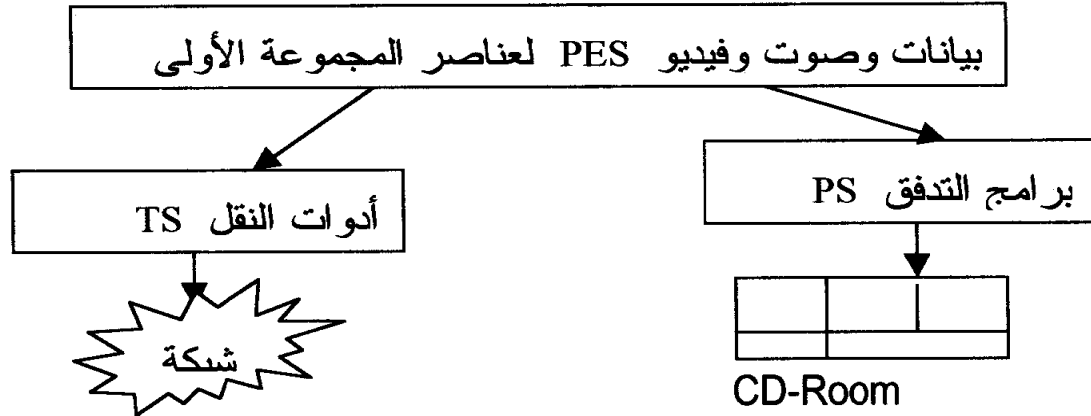 بيانات وصوت وفيديو PES لعناصر المجموعة الأولى
برامج التدفق PS
أدوات النقل TS
شبكة
CD-Room